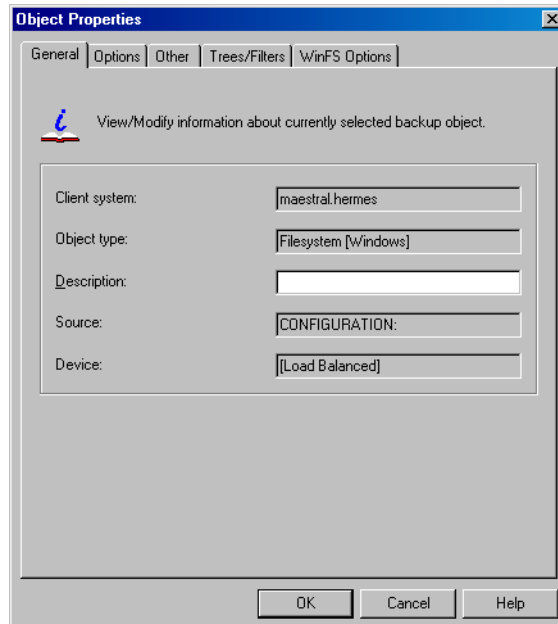 Object Properties
General Options Other Trees/Filters WinFS Options
i View/Modify information about currently selected backup object.
Client system: maestral.hermes
Object type: Filesystem [Windows]
Description:
Source: CONFIGURATION:
Device: [Load Balanced]
OK Cancel Help